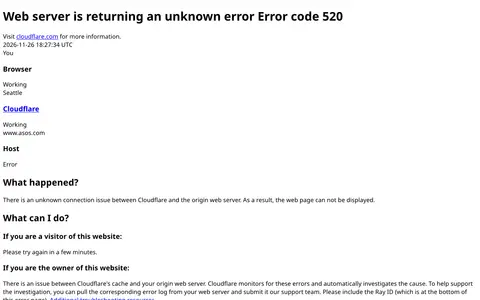 Web server is returning an unknown error Error code 520
Visit cloudflare.com for more information.
2026-11-26 18:27:34 UTC
You
Browser
Working
Seattle
Cloudflare
Working
www.asos.com
Host
Error
What happened?
There is an unknown connection issue between Cloudflare and the origin web server. As a result, the web page can not be displayed.
What can I do?
If you are a visitor of this website:
Please try again in a few minutes.
If you are the owner of this website:
There is an issue between Cloudflare's cache and your origin web server. Cloudflare monitors for these errors and automatically investigates the cause. To help support
the investigation, you can pull the corresponding error log from your web server and submit it our support team. Please include the Ray ID (which is at the bottom of
this error page). Additional troubleshooting resources.